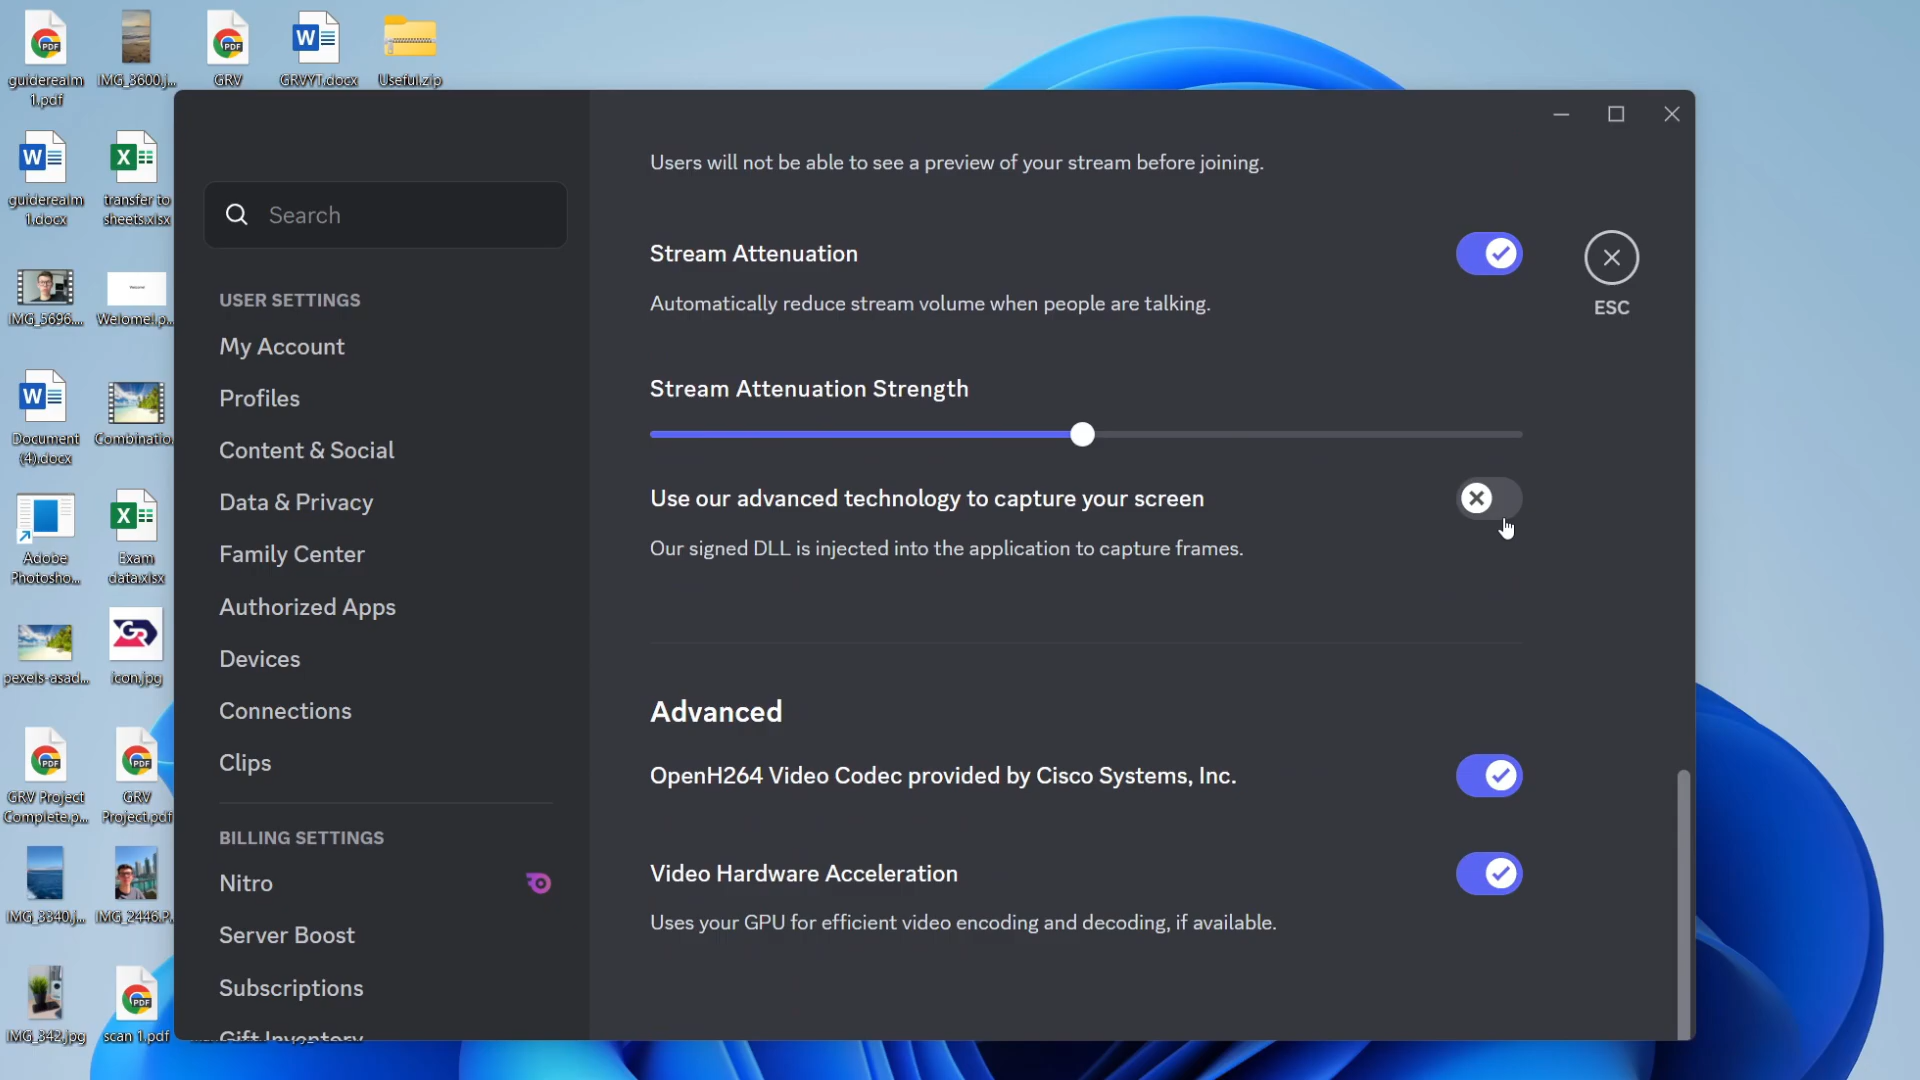 guiderealm
1.pdf
IMG_3600.j...
GRV
GRVYT.docx
Useful.zip
guiderealm
1.docx
transfer to
sheets.xlsx
IMG_5696....
Welome!.p...
Document
(4).docx
Combinatio
Adobe
Photosho...
Exam
data.xlsx
pexels-asad...
icon.jpg
GRV Project
Complete.p...
GRV
Project.pdf
IMG_3340.j...
IMG_2446.P.
IMG_342.jpg
scan 1.pdf
Search
USER SETTINGS
My Account
Profiles
Content & Social
Data & Privacy
Family Center
Authorized Apps
Devices
Connections
Clips
BILLING SETTINGS
Nitro
Server Boost
Subscriptions
Gift Inventory
Users will not be able to see a preview of your stream before joining.
Stream Attenuation
Automatically reduce stream volume when people are talking.
ESC
Stream Attenuation Strength
Use our advanced technology to capture your screen
Our signed DLL is injected into the application to capture frames.
Advanced
OpenH264 Video Codec provided by Cisco Systems, Inc.
Video Hardware Acceleration
Uses your GPU for efficient video encoding and decoding, if available.